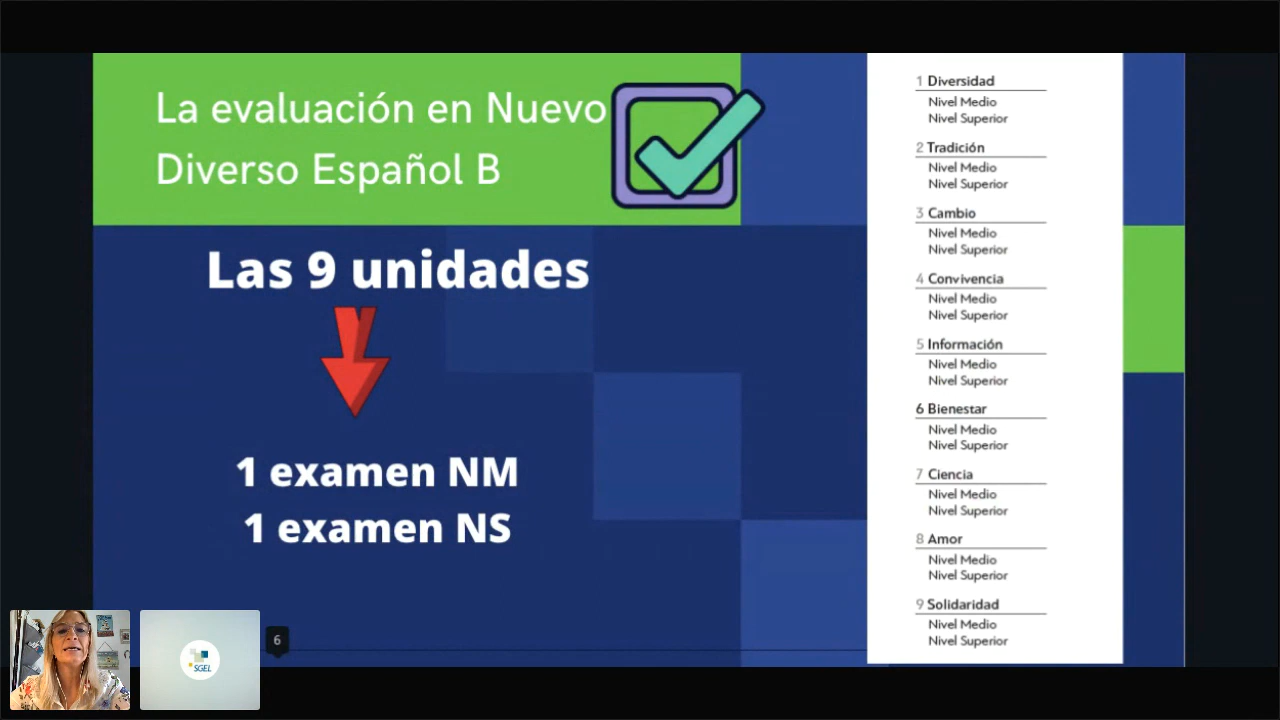 La evaluación en Nuevo
Diverso Español B
Las 9 unidades
1 examen NM
1 examen NS
1 Diversidad
Nivel Medio
Nivel Superior
2 Tradición
Nivel Medio
Nivel Superior
3 Cambio
Nivel Medio
Nivel Superior
4 Convivencia
Nivel Medio
Nivel Superior
5 Información
Nivel Medio
Nivel Superior
6 Bienestar
Nivel Medio
Nivel Superior
7 Ciencia
Nivel Medio
Nivel Superior
8 Amor
Nivel Medio
Nivel Superior
9 Solidaridad
Nivel Medio
Nivel Superior
SGEL
6